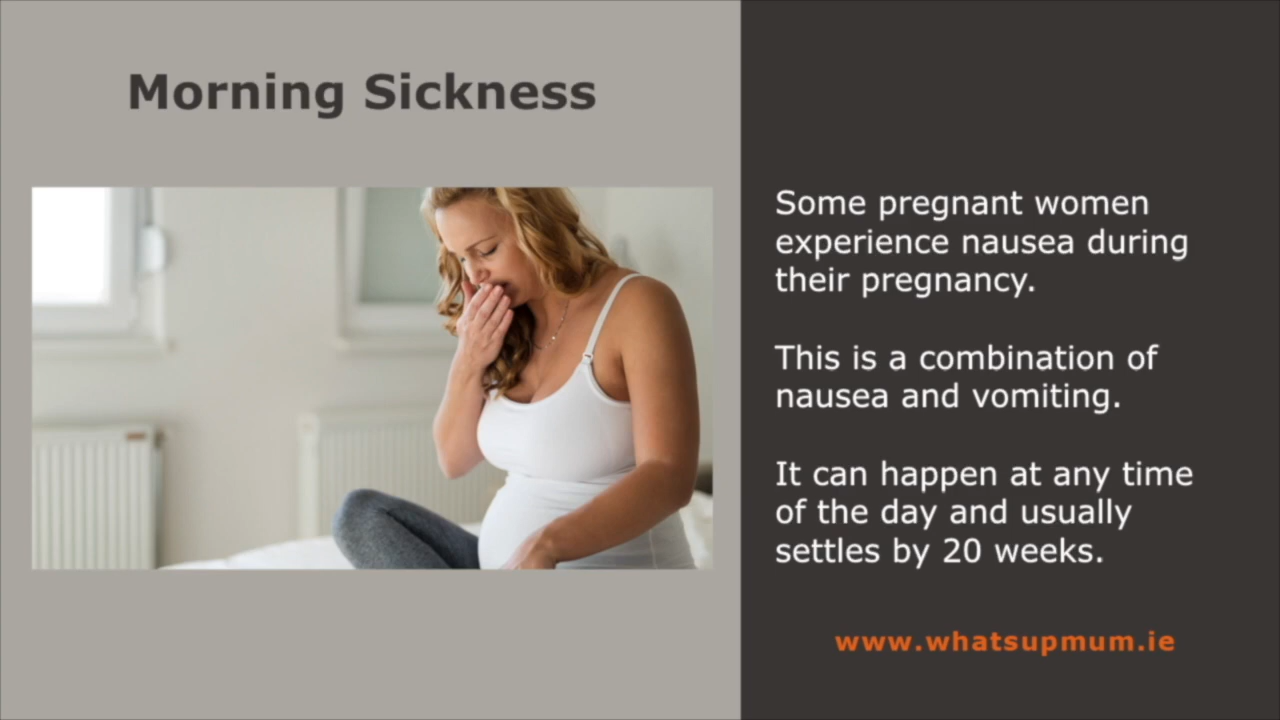 Morning Sickness
Some pregnant women
experience nausea during
their pregnancy.
This is a combination of
nausea and vomiting.
It can happen at any time
of the day and usually
settles by 20 weeks.
www.whatsupmum.ie